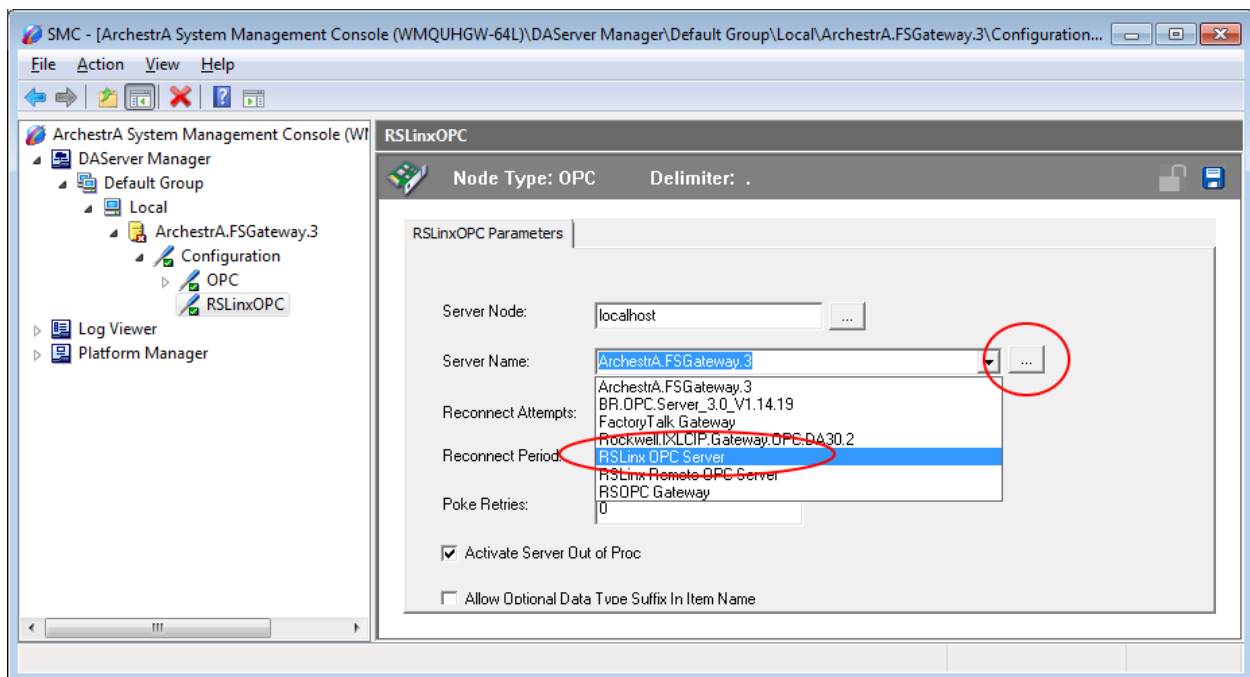 SMC - [ArchestrA System Management Console (WMQUHGW-64L)\DAServer Manager\Default Group\Local\ArchestrA.FSGateway.3\Configuration...
File Action View Help
ArchestrA System Management Console (WM
DAServer Manager
Default Group
Local
ArchestrA.FSGateway.3
Configuration
OPC
RSLinxOPC
Log Viewer
Platform Manager
RSLinxOPC
Node Type: OPC Delimiter: .
RSLinxOPC Parameters
Server Node: localhost ...
Server Name: ArchestrA.FSGateway.3 ...
ArchestrA.FSGateway.3
BR.OPC.Server_3.0_V1.14.19
Reconnect Attempts:
FactoryTalk Gateway
Rockwell.IXLCIP.Gateway.OPC.DA30.2
Reconnect Period:
RSLinx OPC Server
RSLinx Remote OPC Server
RSOPC Gateway
Poke Retries: 0
Activate Server Out of Proc
Allow Optional Data Type Suffix In Item Name